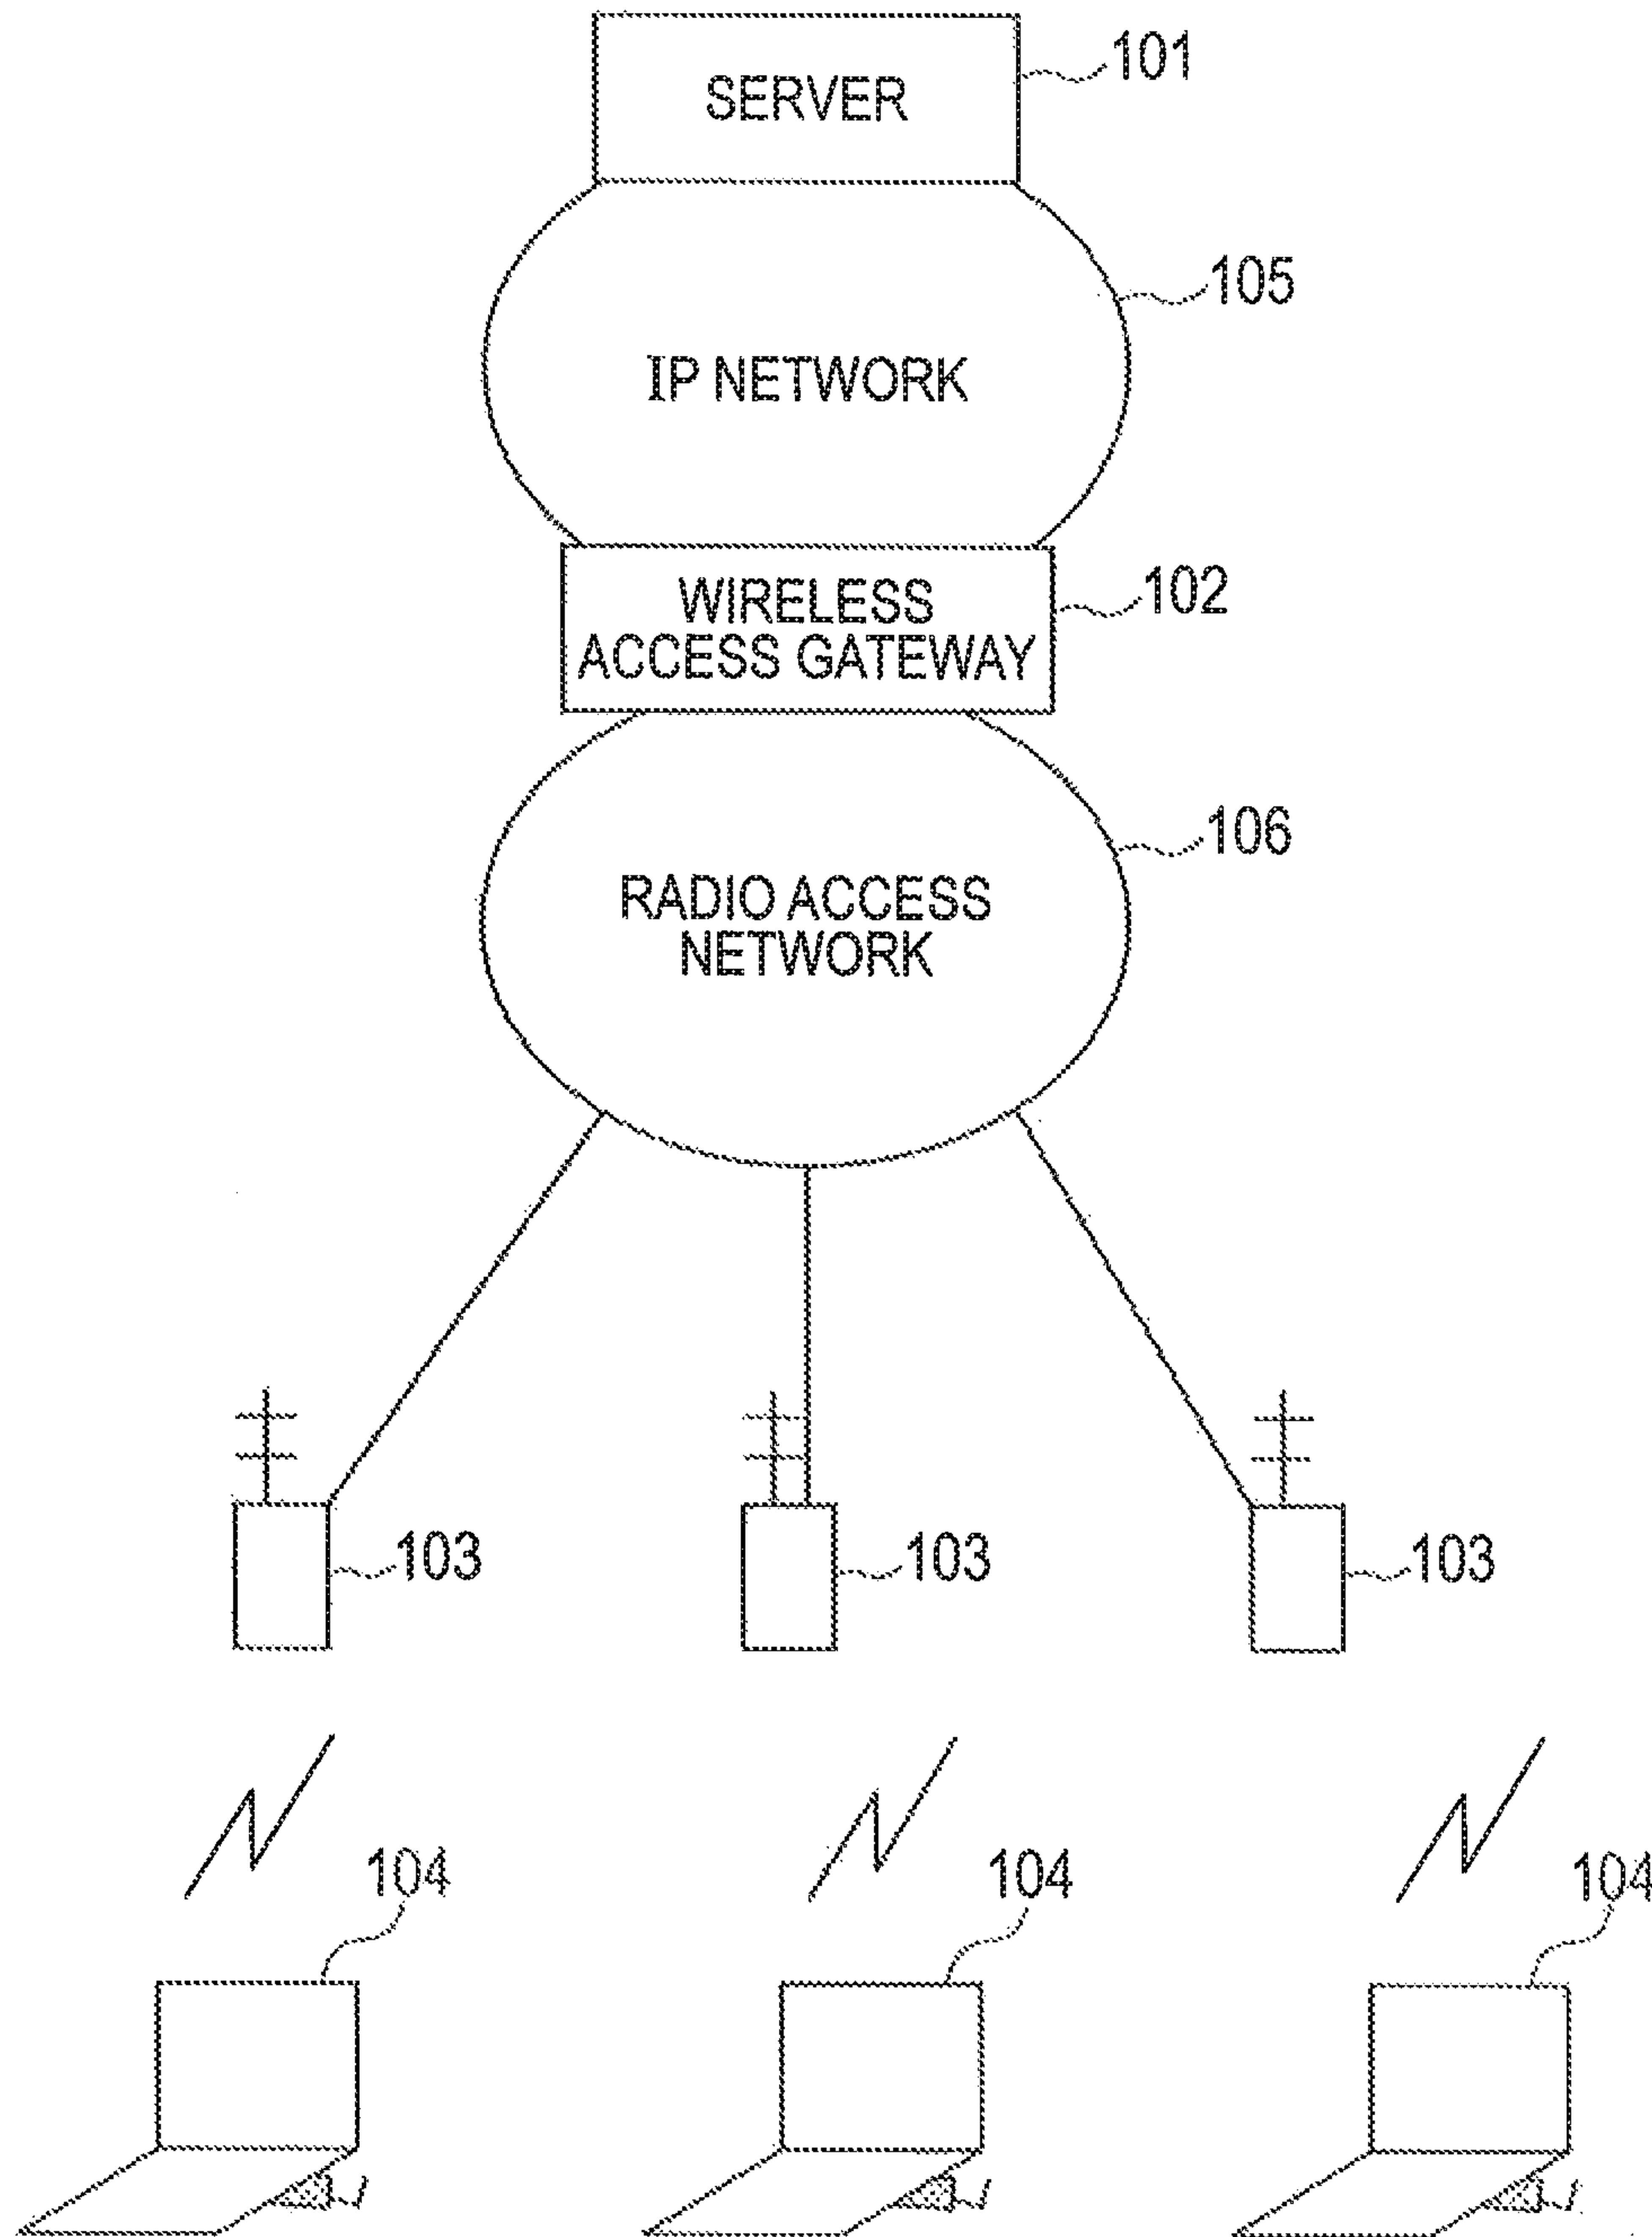 SERVER
101
105
IP NETWORK
WIRELESS
ACCESS GATEWAY
102
106
RADIO ACCESS
NETWORK
103
103
103
104
104
104